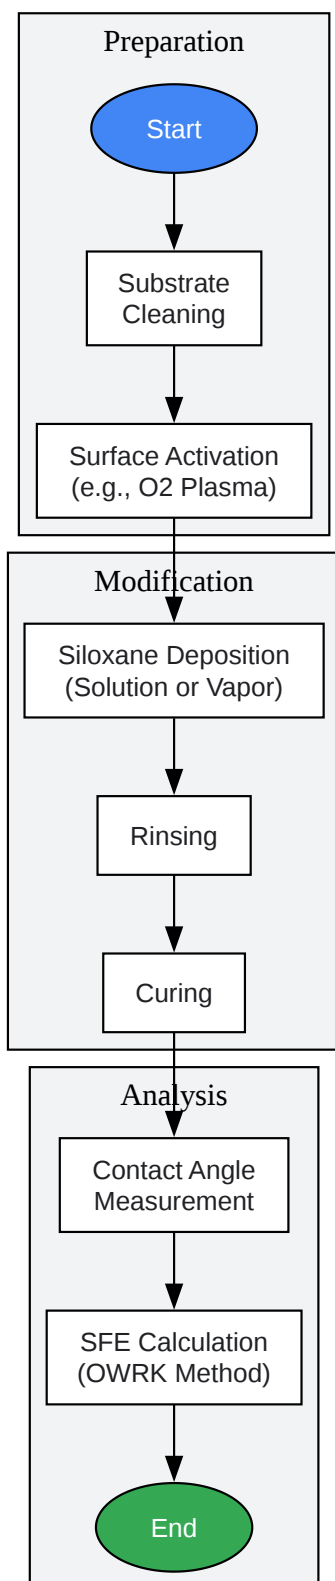 Preparation
Start
Substrate
Cleaning
Surface Activation
(e.g., O2 Plasma)
Modification
Siloxane Deposition
(Solution or Vapor)
Rinsing
Curing
Analysis
Contact Angle
Measurement
SFE Calculation
(OWRK Method)
End